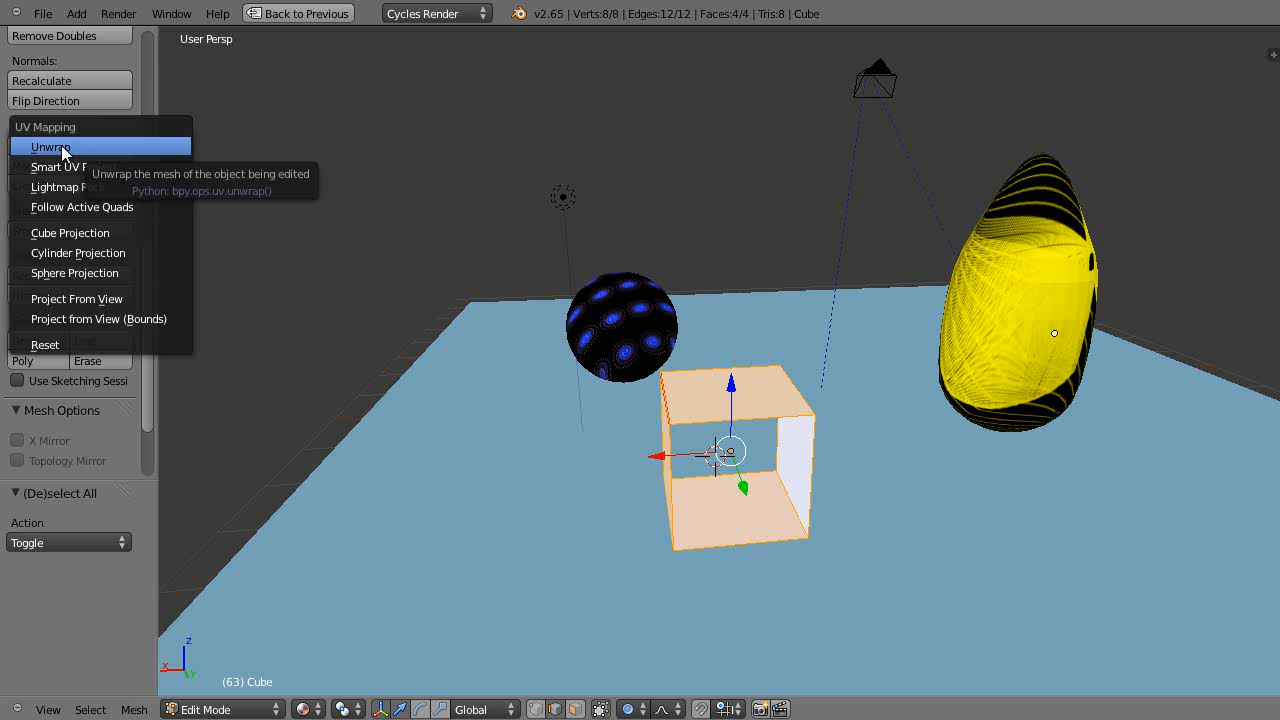 File Add Render Window Help Back to Previous Cycles Render v2.65 | Verts:8/8 | Edges:12/12 | Faces:4/4 | Tris:8 | Cube
Remove Doubles
User Persp
Normals:
Recalculate
Flip Direction
UV Mapping
Unwrap
Smart UV P
Unwrap the mesh of the object being edited
Lightmap P
Python: bpy.ops.uv.unwrap()
Follow Active Quads
Cube Projection
Cylinder Projection
Sphere Projection
Project From View
Project from View (Bounds)
Reset
Poly Erase
Use Sketching Sessi
Mesh Options
X Mirror
Topology Mirror
(De)select All
Action
Toggle
z
x
Y
(63) Cube
View Select Mesh Edit Mode Global